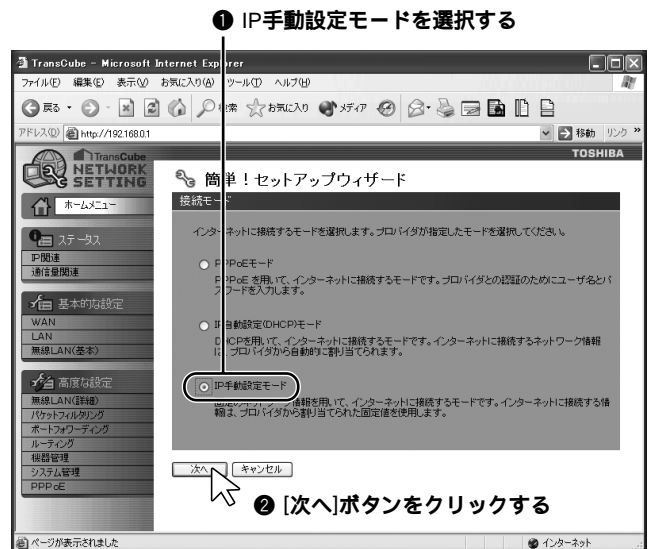 ❶ IP手動設定モードを選択する
TransCube - Microsoft Internet Explorer
ファイル(F) 編集(E) 表示(V) お気に入り(A) ツール(T) ヘルプ(H)
戻る 検索 お気に入り メディア
アドレス(D) http://192.168.0.1 移動 リンク »
TransCube
NETWORK
SETTING
TOSHIBA
ホームメニュー
ステータス
IP関連
通信量関連
基本的な設定
WAN
LAN
無線LAN(基本)
高度な設定
無線LAN(詳細)
パケットフィルタリング
ポートフォワーディング
ルーティング
機器管理
システム管理
PPPoE
簡単！セットアップウィザード
接続モード
インターネットに接続するモードを選択します。プロバイダが指定したモードを選択してください。
PPPoEモード
PPPoE を用いて、インターネットに接続するモードです。プロバイダとの認証のためにユーザ名とパ
スワードを入力します。
IP自動設定(DHCP)モード
DHCPを用いて、インターネットに接続するモードです。インターネットに接続するネットワーク情報
は、プロバイダから自動的に割り当てられます。
IP手動設定モード
固定のネットワーク情報を用いて、インターネットに接続するモードです。インターネットに接続する情
報は、プロバイダから割り当てられた固定値を使用します。
次へ キャンセル
❷ [次へ]ボタンをクリックする
ページが表示されました インターネット